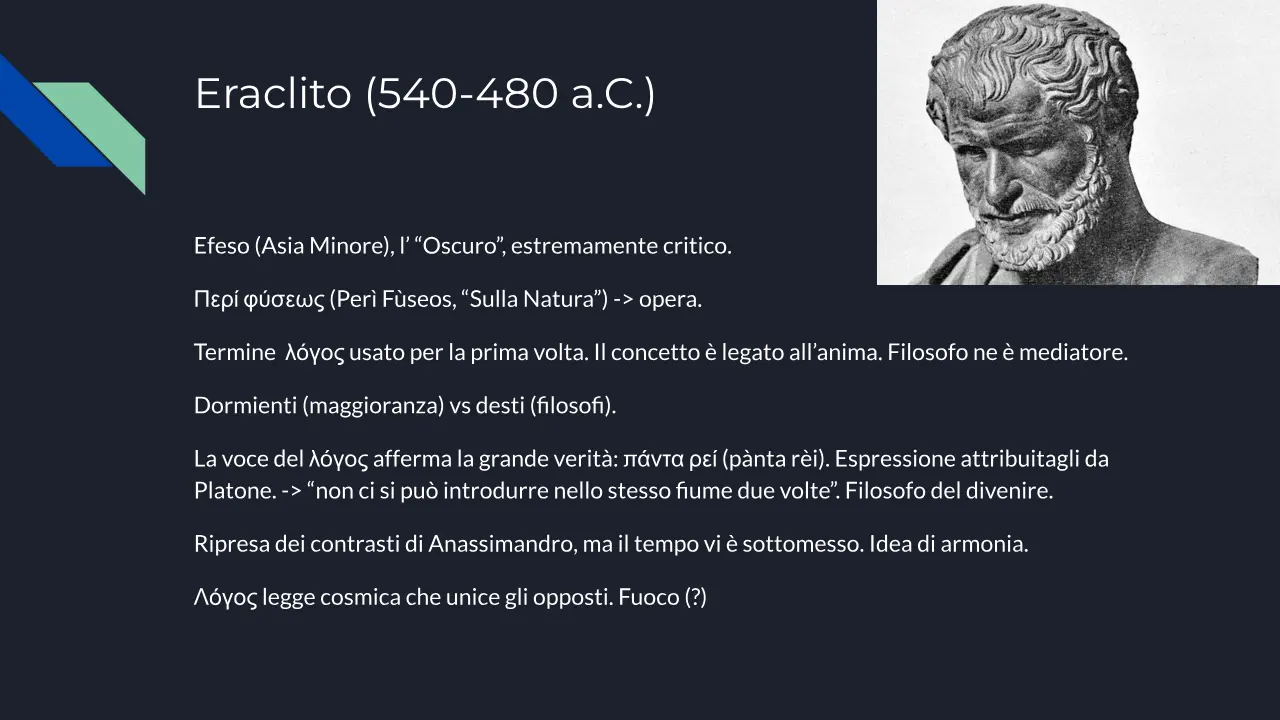 Eraclito (540-480 a.C.)
Efeso (Asia Minore), l’ “Oscuro”, estremamente critico.
Περί φύσεως (Perì Fùseos, “Sulla Natura”) -> opera.
Termine  λόγος usato per la prima volta. Il concetto è legato all’anima. Filosofo ne è mediatore.
Dormienti (maggioranza) vs desti (filosofi).
La voce del λόγος afferma la grande verità: πάντα ρεί (pànta rèi). Espressione attribuitagli da
Platone. -> “non ci si può introdurre nello stesso fiume due volte”. Filosofo del divenire.
Ripresa dei contrasti di Anassimandro, ma il tempo vi è sottomesso. Idea di armonia.
Λόγος legge cosmica che unice gli opposti. Fuoco (?)